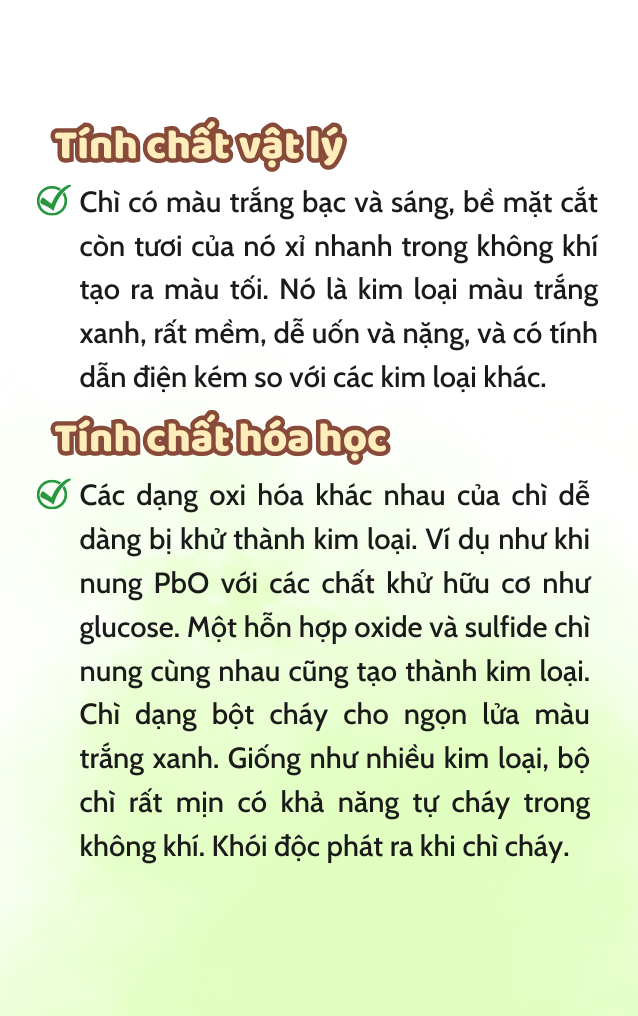 Tính chất vật lý
Chì có màu trắng bạc và sáng, bề mặt cắt
còn tươi của nó xỉ nhanh trong không khí
tạo ra màu tối. Nó là kim loại màu trắng
xanh, rất mềm, dễ uốn và nặng, và có tính
dẫn điện kém so với các kim loại khác.
Tính chất hóa học
Các dạng oxi hóa khác nhau của chì dễ
dàng bị khử thành kim loại. Ví dụ như khi
nung PbO với các chất khử hữu cơ như
glucose. Một hỗn hợp oxide và sulfide chì
nung cùng nhau cũng tạo thành kim loại.
Chì dạng bột cháy cho ngọn lửa màu
trắng xanh. Giống như nhiều kim loại, bộ
chì rất mịn có khả năng tự cháy trong
không khí. Khói độc phát ra khi chì cháy.